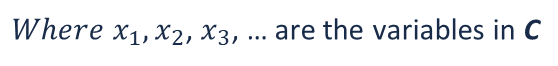 Where x₁, x₂, x₃, ... are the variables in C